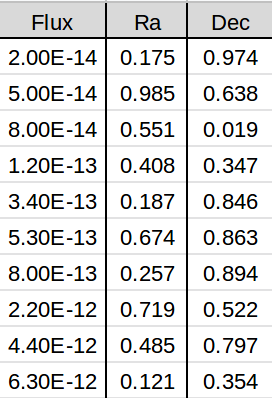 Flux Ra Dec
2.00E-14 0.175 0.974
5.00E-14 0.985 0.638
8.00E-14 0.551 0.019
1.20E-13 0.408 0.347
3.40E-13 0.187 0.846
5.30E-13 0.674 0.863
8.00E-13 0.257 0.894
2.20E-12 0.719 0.522
4.40E-12 0.485 0.797
6.30E-12 0.121 0.354